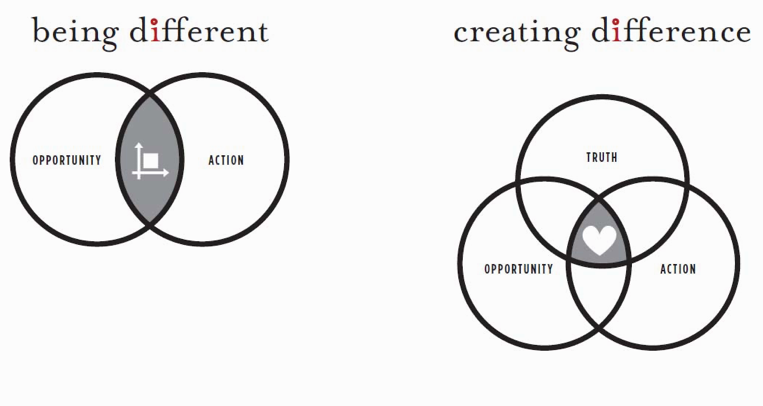 being different
OPPORTUNITY
ACTION
creating difference
TRUTH
OPPORTUNITY
ACTION